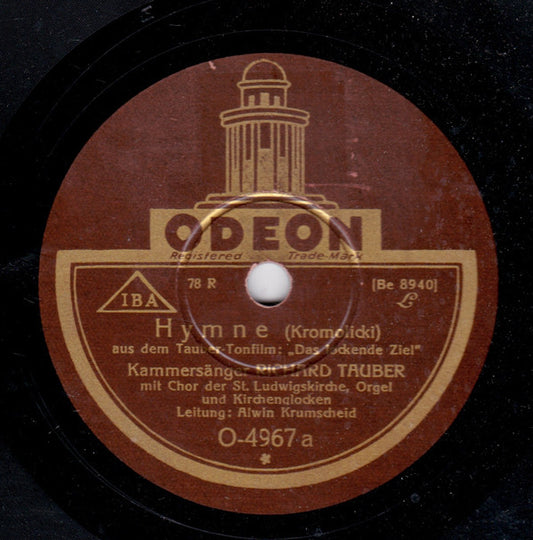 ODEON
Registered Trade-Mark
IBA
78 R
[Be 8940]
L
Hymne (Kromolicki)
aus dem Tauber-Tonfilm: „Das lockende Ziel"
Kammersänger RICHARD TAUBER
mit Chor der St. Ludwigskirche, Orgel
und Kirchenglocken
Leitung: Alwin Krumscheid
O-4967a